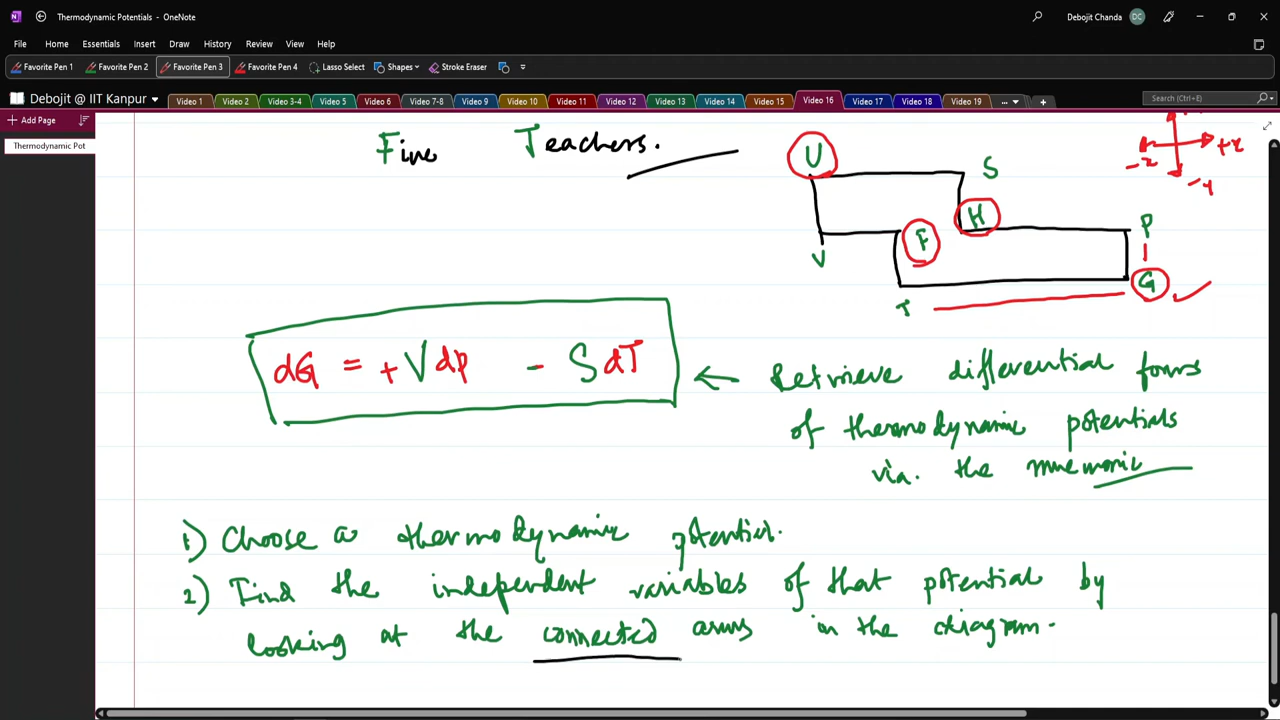 Thermodynamic Potentials - OneNote
Debojit Chanda DC
File Home Essentials Insert Draw History Review View Help
Favorite Pen 1 Favorite Pen 2 Favorite Pen 3 Favorite Pen 4 Lasso Select Shapes Stroke Eraser
Debojit @ IIT Kanpur Video 1 Video 2 Video 3-4 Video 5 Video 6 Video 7-8 Video 9 Video 10 Video 11 Video 12 Video 13 Video 14 Video 15 Video 16 Video 17 Video 18 Video 19 ... + Search (Ctrl+E)
Add Page
Thermodynamic Pot
Fine Teachers.
+x
-x
-y
U S
H
F P
V
G
T
dG = +Vdp - SdT ← Retrieve differential forms
of thermodynamic potentials
via. the mnemonic
1) Choose a thermodynamic potential.
2) Find the independent variables of that potential by
looking at the connected arms in the diagram.